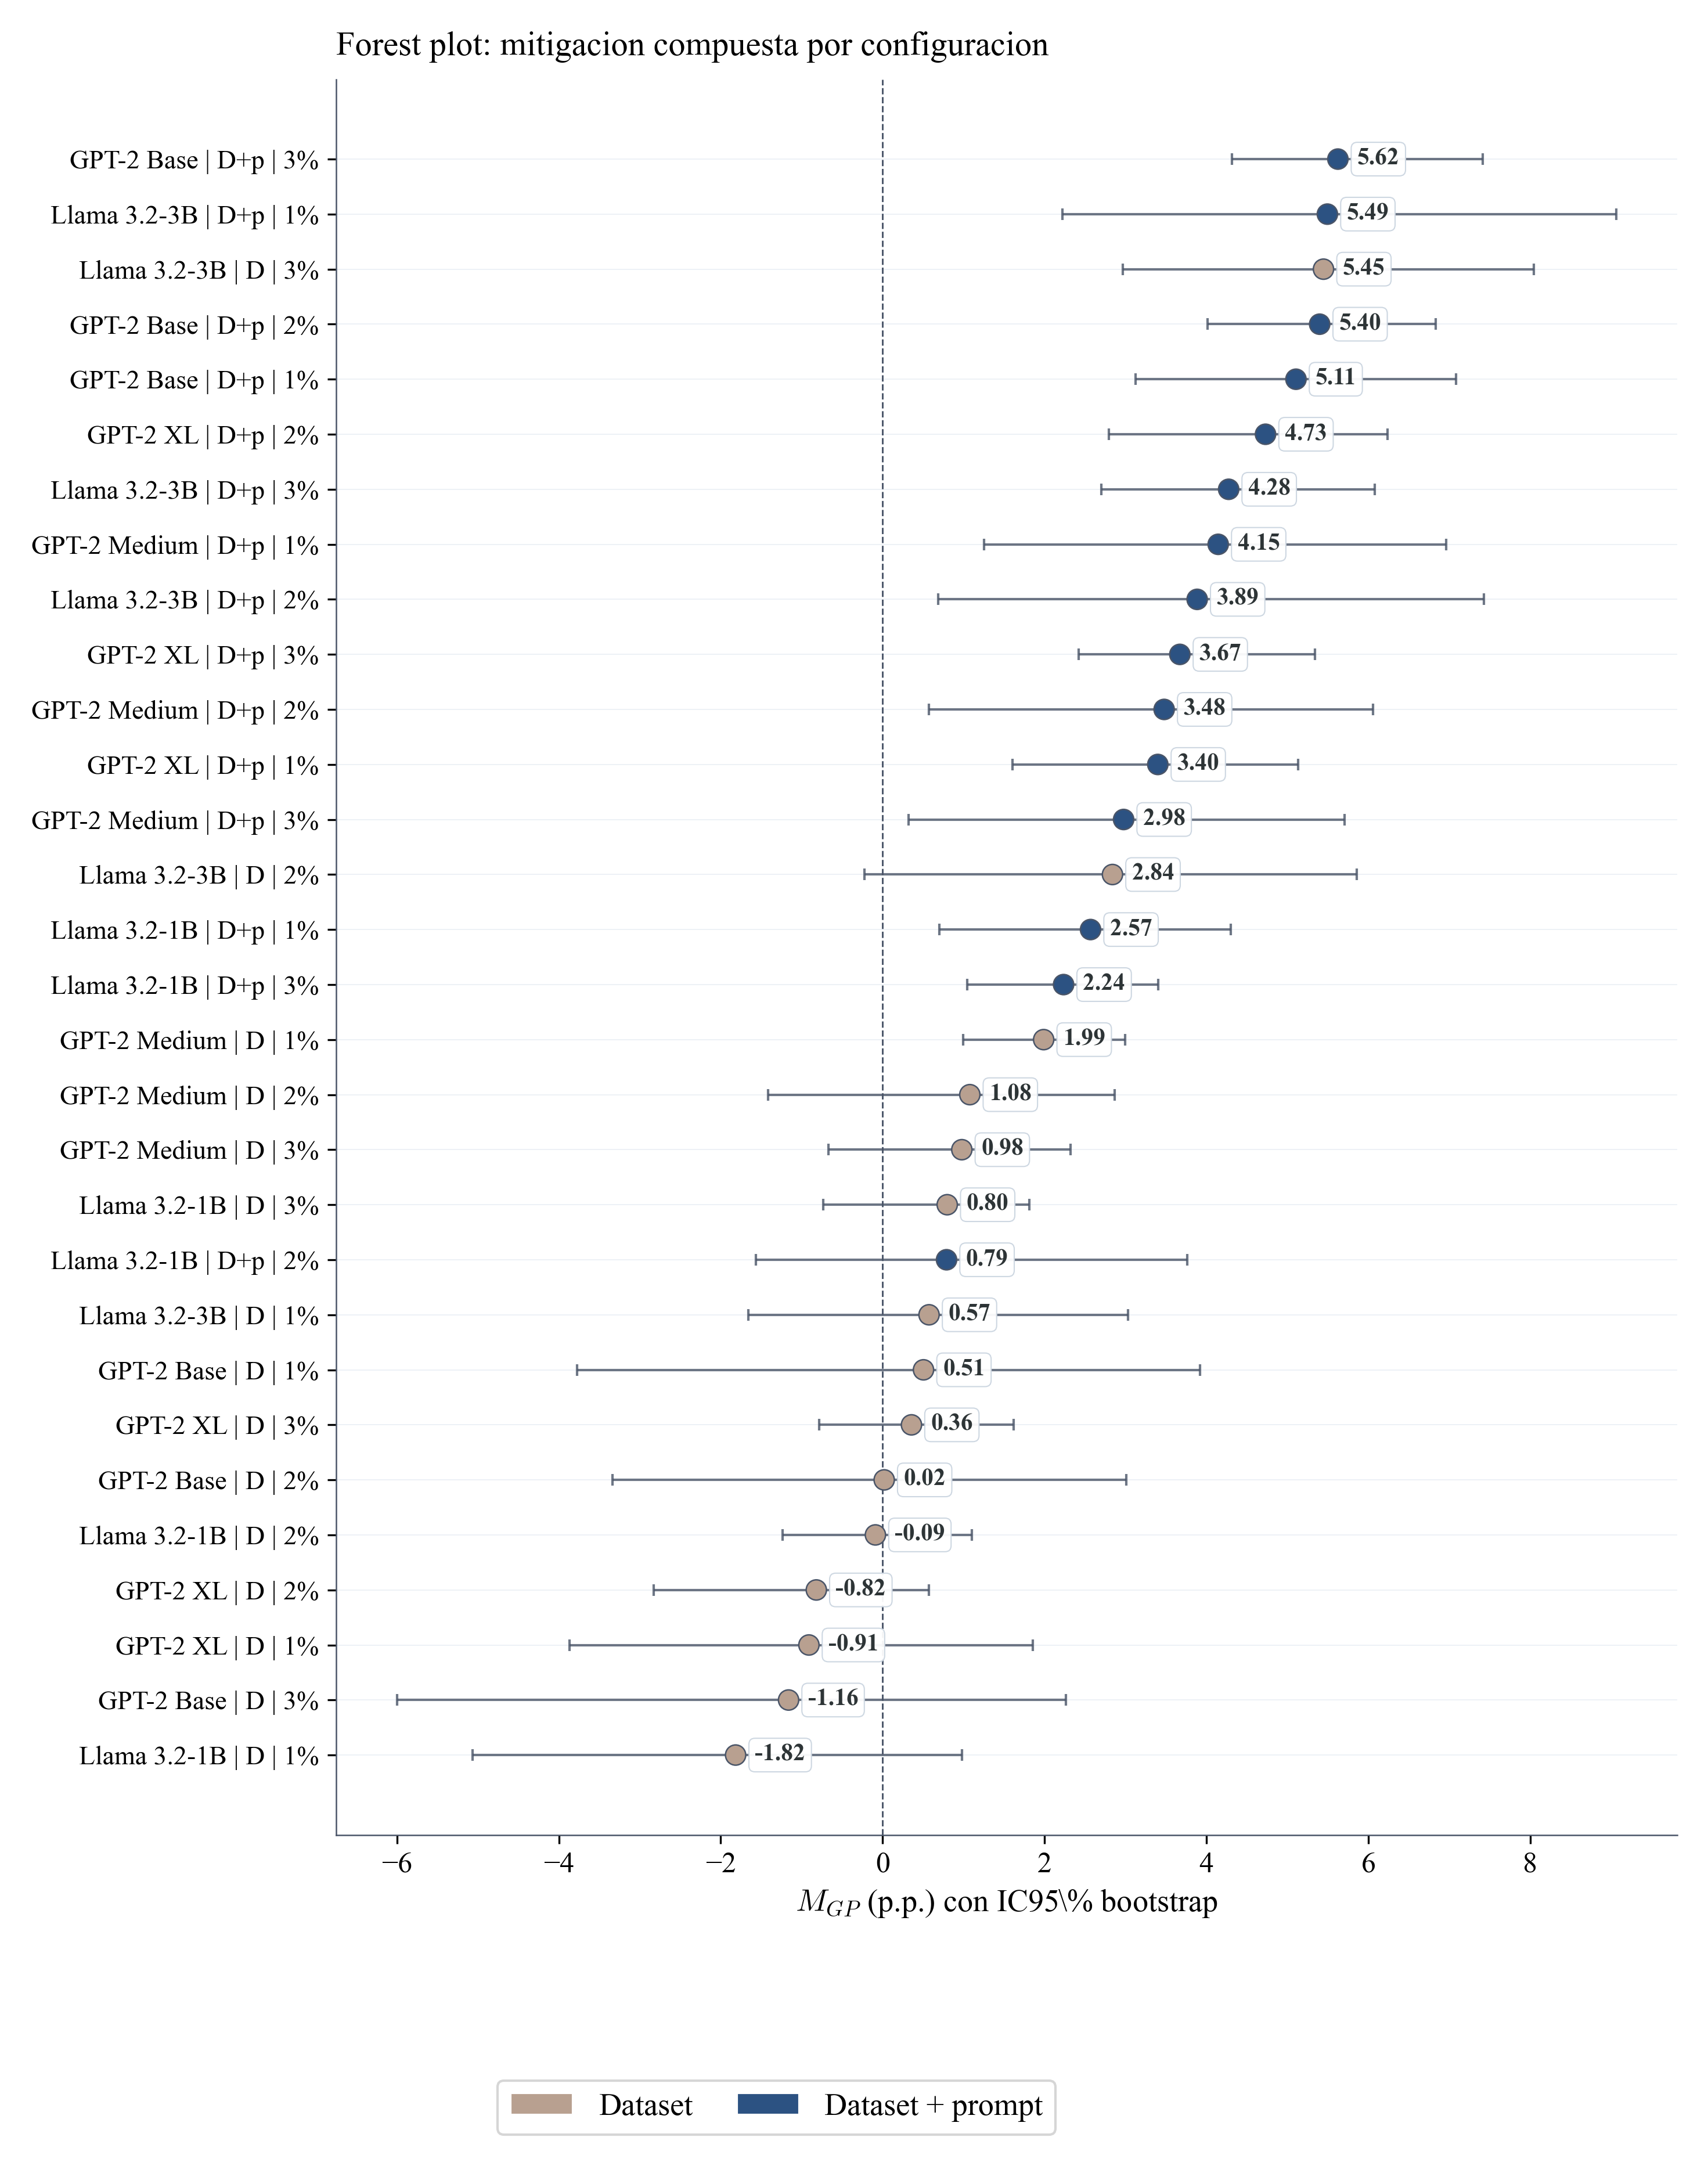 Forest plot: mitigacion compuesta por configuracion
GPT-2 Base | D+p | 3% 5.62
Llama 3.2-3B | D+p | 1% 5.49
Llama 3.2-3B | D | 3% 5.45
GPT-2 Base | D+p | 2% 5.40
GPT-2 Base | D+p | 1% 5.11
GPT-2 XL | D+p | 2% 4.73
Llama 3.2-3B | D+p | 3% 4.28
GPT-2 Medium | D+p | 1% 4.15
Llama 3.2-3B | D+p | 2% 3.89
GPT-2 XL | D+p | 3% 3.67
GPT-2 Medium | D+p | 2% 3.48
GPT-2 XL | D+p | 1% 3.40
GPT-2 Medium | D+p | 3% 2.98
Llama 3.2-3B | D | 2% 2.84
Llama 3.2-1B | D+p | 1% 2.57
Llama 3.2-1B | D+p | 3% 2.24
GPT-2 Medium | D | 1% 1.99
GPT-2 Medium | D | 2% 1.08
GPT-2 Medium | D | 3% 0.98
Llama 3.2-1B | D | 3% 0.80
Llama 3.2-1B | D+p | 2% 0.79
Llama 3.2-3B | D | 1% 0.57
GPT-2 Base | D | 1% 0.51
GPT-2 XL | D | 3% 0.36
GPT-2 Base | D | 2% 0.02
Llama 3.2-1B | D | 2% -0.09
GPT-2 XL | D | 2% -0.82
GPT-2 XL | D | 1% -0.91
GPT-2 Base | D | 3% -1.16
Llama 3.2-1B | D | 1% -1.82
−6 −4 −2 0 2 4 6 8
M_GP (p.p.) con IC95\% bootstrap
Dataset Dataset + prompt